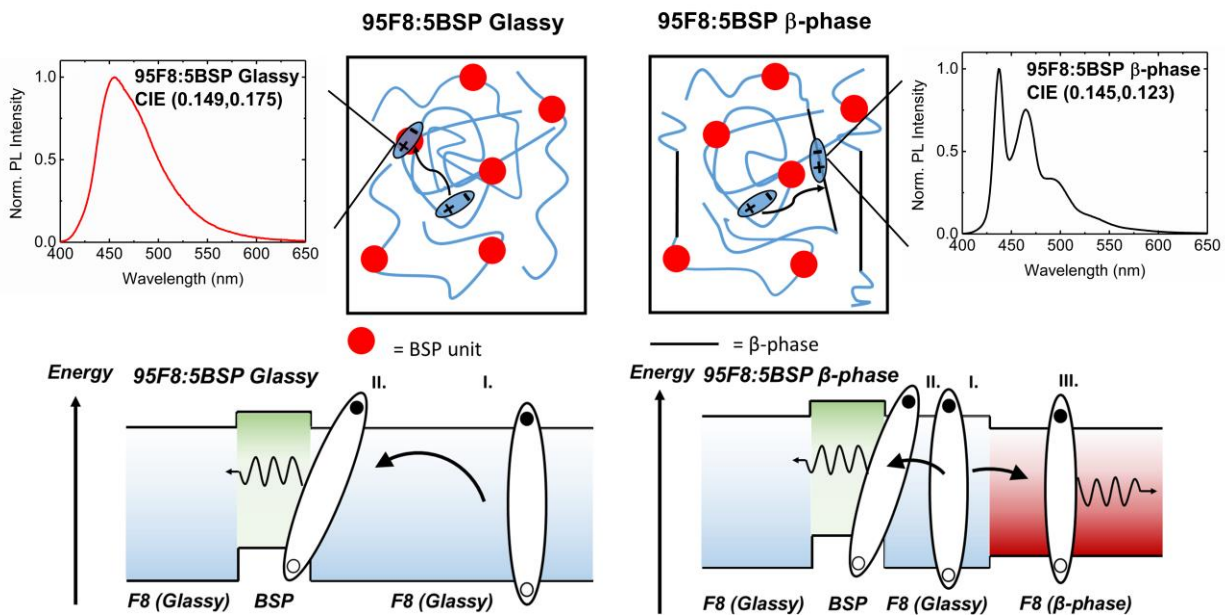 95F8:5BSP Glassy
95F8:5BSP β-phase
Norm. PL Intensity
1.0
0.5
0.0
95F8:5BSP Glassy
CIE (0.149,0.175)
400 450 500 550 600 650
Wavelength (nm)
Norm. PL Intensity
1.0
0.5
0.0
95F8:5BSP β-phase
CIE (0.145,0.123)
400 450 500 550 600 650
Wavelength (nm)
+ -
+ -
- +
+ -
= BSP unit
= β-phase
Energy
95F8:5BSP Glassy
II.
I.
F8 (Glassy)
BSP
F8 (Glassy)
Energy
95F8:5BSP β-phase
II.
I.
III.
F8 (Glassy)
BSP
F8 (Glassy)
F8 (β-phase)